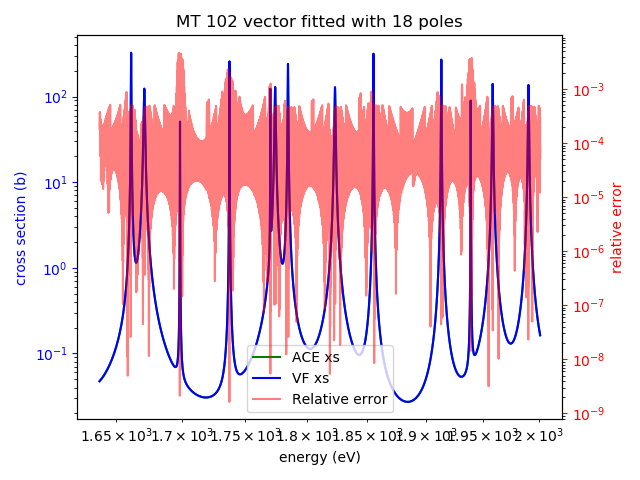 MT 102 vector fitted with 18 poles
cross section (b)
10²
10¹
10⁰
10⁻¹
10⁻³
10⁻⁴
10⁻⁵
10⁻⁶
10⁻⁷
10⁻⁸
10⁻⁹
relative error
ACE xs
VF xs
Relative error
1.65×10³ 1.7×10³ 1.75×10³ 1.8×10³ 1.85×10³ 1.9×10³ 1.95×10³ 2×10³
energy (eV)